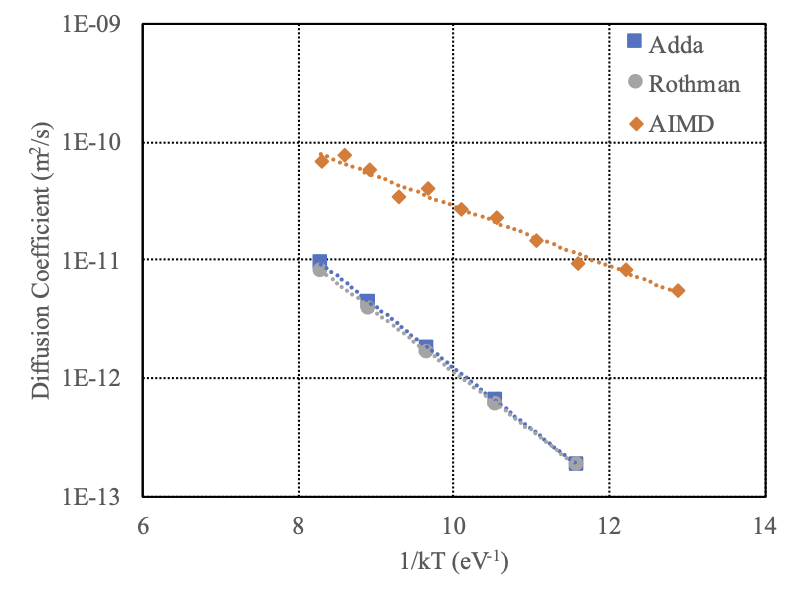 1E-09
1E-10
1E-11
1E-12
1E-13
Diffusion Coefficient (m²/s)
Adda
Rothman
AIMD
6 8 10 12 14
1/kT (eV⁻¹)